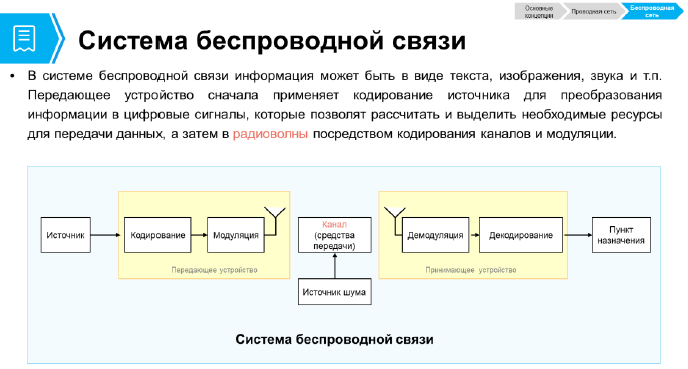 Основные концепции
Проводная сеть
Беспроводная сеть
Система беспроводной связи
• В системе беспроводной связи информация может быть в виде текста, изображения, звука и т.п.
Передающее устройство сначала применяет кодирование источника для преобразования
информации в цифровые сигналы, которые позволят рассчитать и выделить необходимые ресурсы
для передачи данных, а затем в радиоволны посредством кодирования каналов и модуляции.
Источник
Кодирование
Модуляция
Передающее устройство
Канал
(средства
передачи)
Источник шума
Демодуляция
Декодирование
Принимающее устройство
Пункт
назначения
Система беспроводной связи